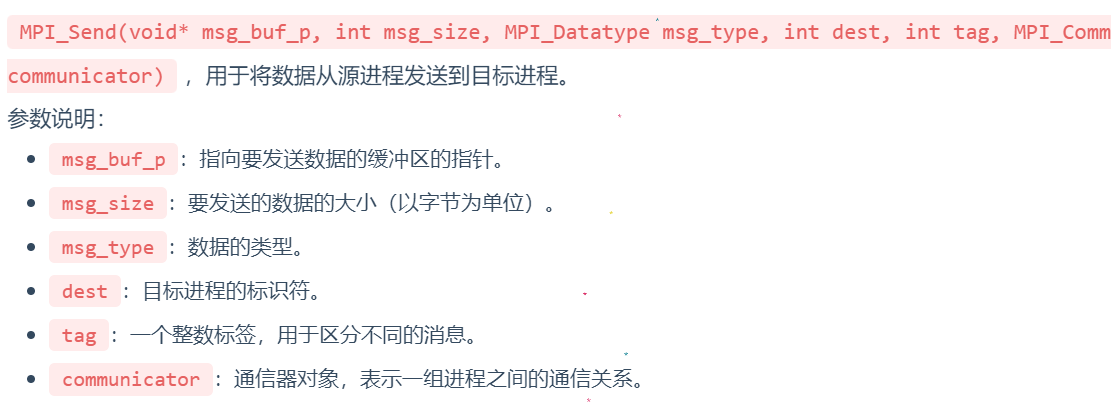 MPI_Send(void* msg_buf_p, int msg_size, MPI_Datatype msg_type, int dest, int tag, MPI_Comm
communicator) ，用于将数据从源进程发送到目标进程。
参数说明：
• msg_buf_p：指向要发送数据的缓冲区的指针。
• msg_size：要发送的数据的大小（以字节为单位）。
• msg_type：数据的类型。
• dest：目标进程的标识符。
• tag：一个整数标签，用于区分不同的消息。
• communicator：通信器对象，表示一组进程之间的通信关系。